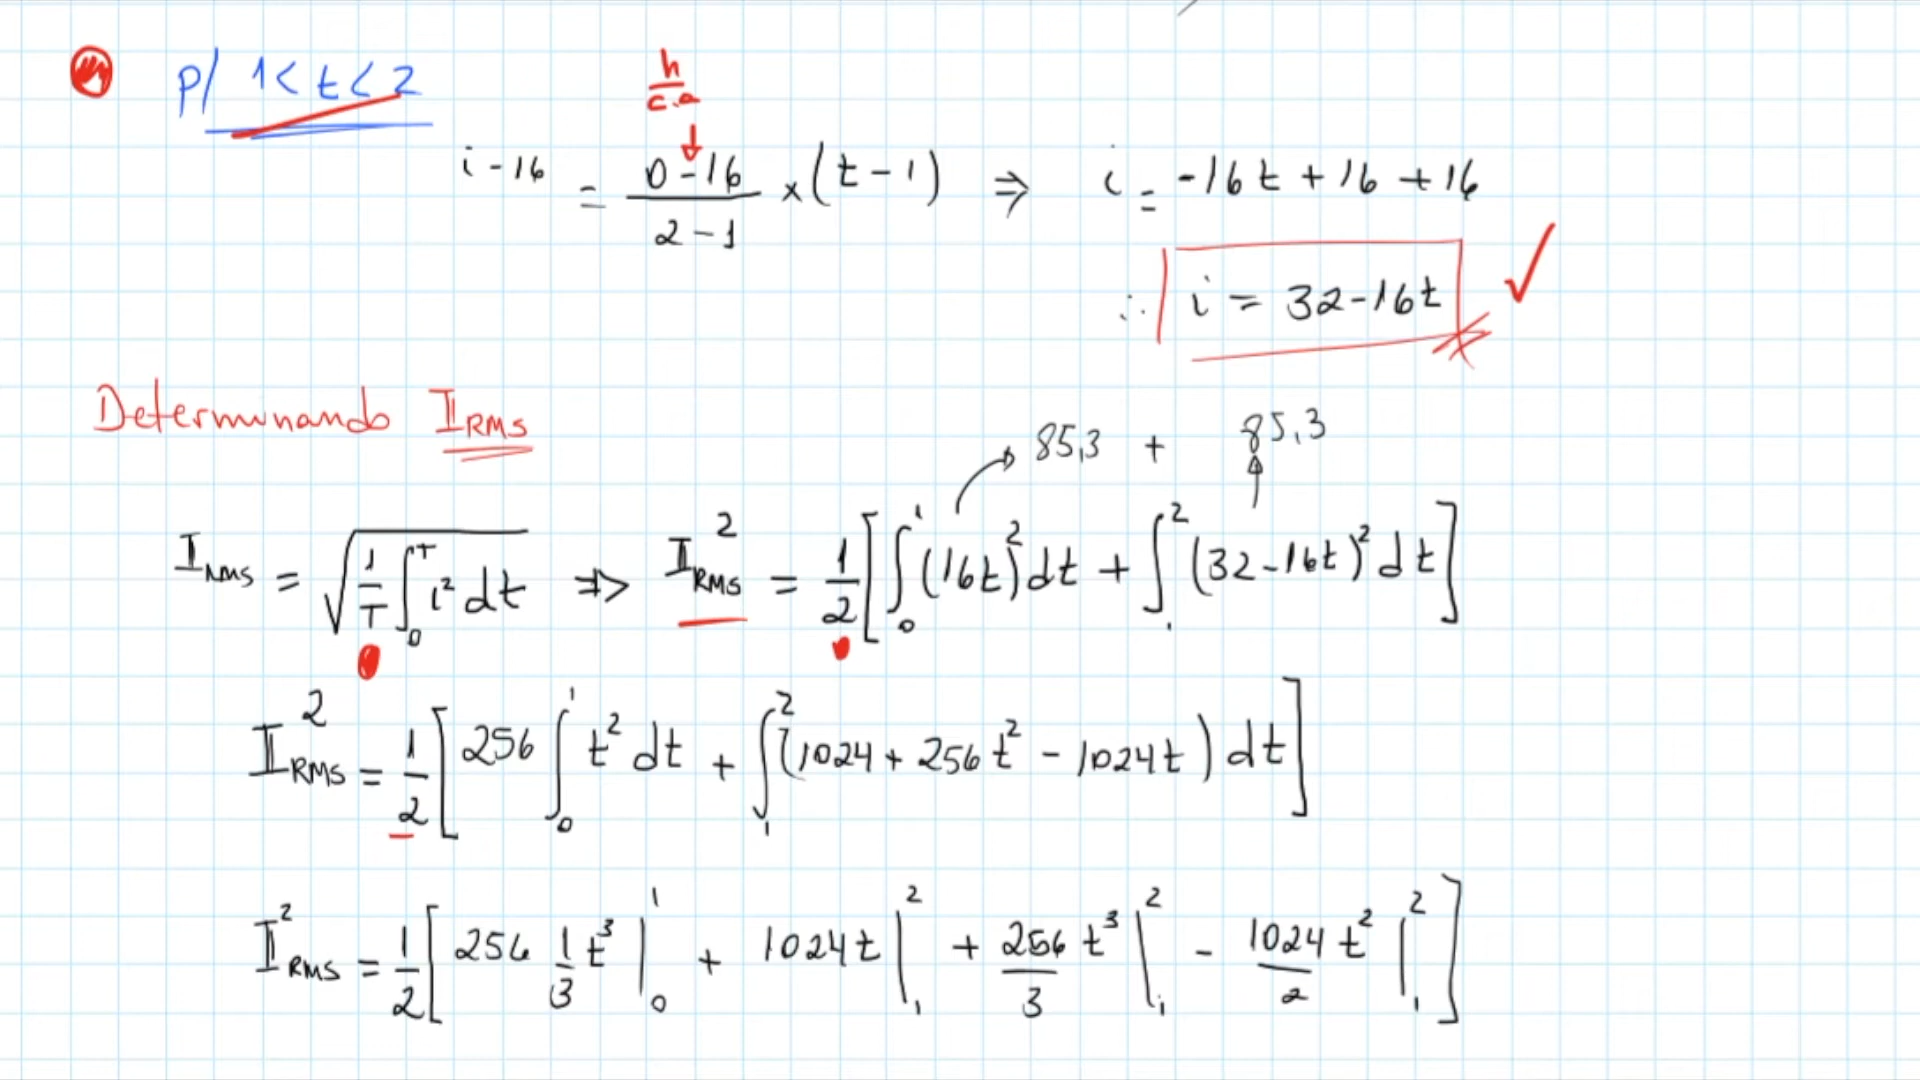 p/ 1 < t < 2
h/c.a
i - 16 = (0 - 16)/(2 - 1) × (t - 1) ⇒ i = -16t + 16 + 16
∴ i = 32 - 16t ✓
Determinando I_RMS
85,3 + 85,3
I_RMS = √(1/T ∫₀ᵀ i² dt) ⇒ I_RMS² = 1/2 [∫₀¹ (16t)² dt + ∫₁² (32 - 16t)² dt]
I_RMS² = 1/2 [256 ∫₀¹ t² dt + ∫₁² (1024 + 256t² - 1024t) dt]
I²_RMS = 1/2 [256 1/3 t³ |₀¹ + 1024t |₁² + 256/3 t³ |₁² - 1024/2 t² |₁²]